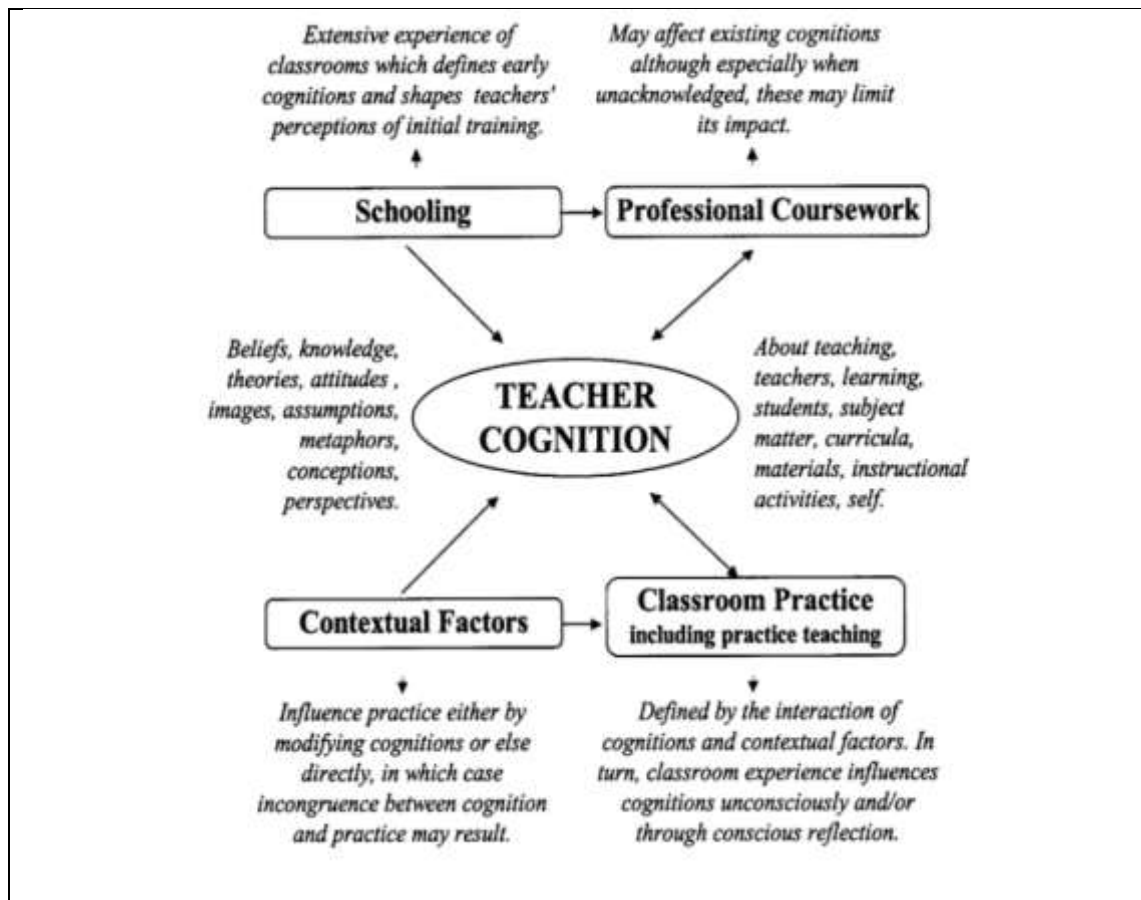 Extensive experience of
classrooms which defines early
cognitions and shapes teachers'
perceptions of initial training.
May affect existing cognitions
although especially when
unacknowledged, these may limit
its impact.
Schooling
Professional Coursework
Beliefs, knowledge,
theories, attitudes ,
images, assumptions,
metaphors,
conceptions,
perspectives.
TEACHER
COGNITION
About teaching,
teachers, learning,
students, subject
matter, curricula,
materials, instructional
activities, self.
Contextual Factors
Classroom Practice
including practice teaching
Influence practice either by
modifying cognitions or else
directly, in which case
incongruence between cognition
and practice may result.
Defined by the interaction of
cognitions and contextual factors. In
turn, classroom experience influences
cognitions unconsciously and/or
through conscious reflection.